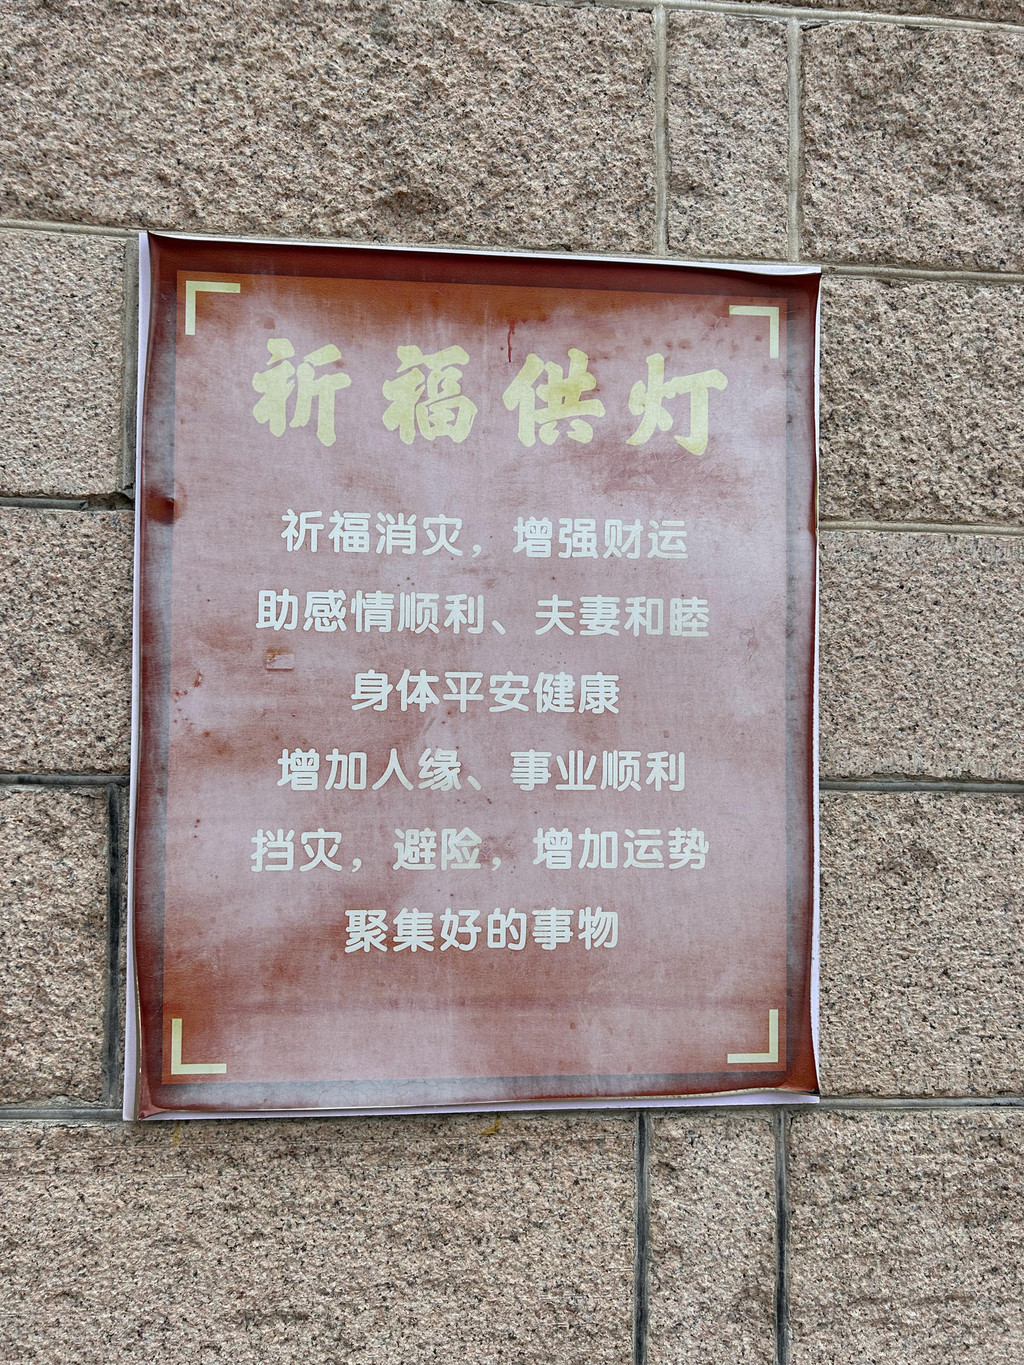 祈福供灯
祈福消灾，增强财运
助感情顺利、夫妻和睦
身体平安健康
增加人缘、事业顺利
挡灾，避险，增加运势
聚集好的事物